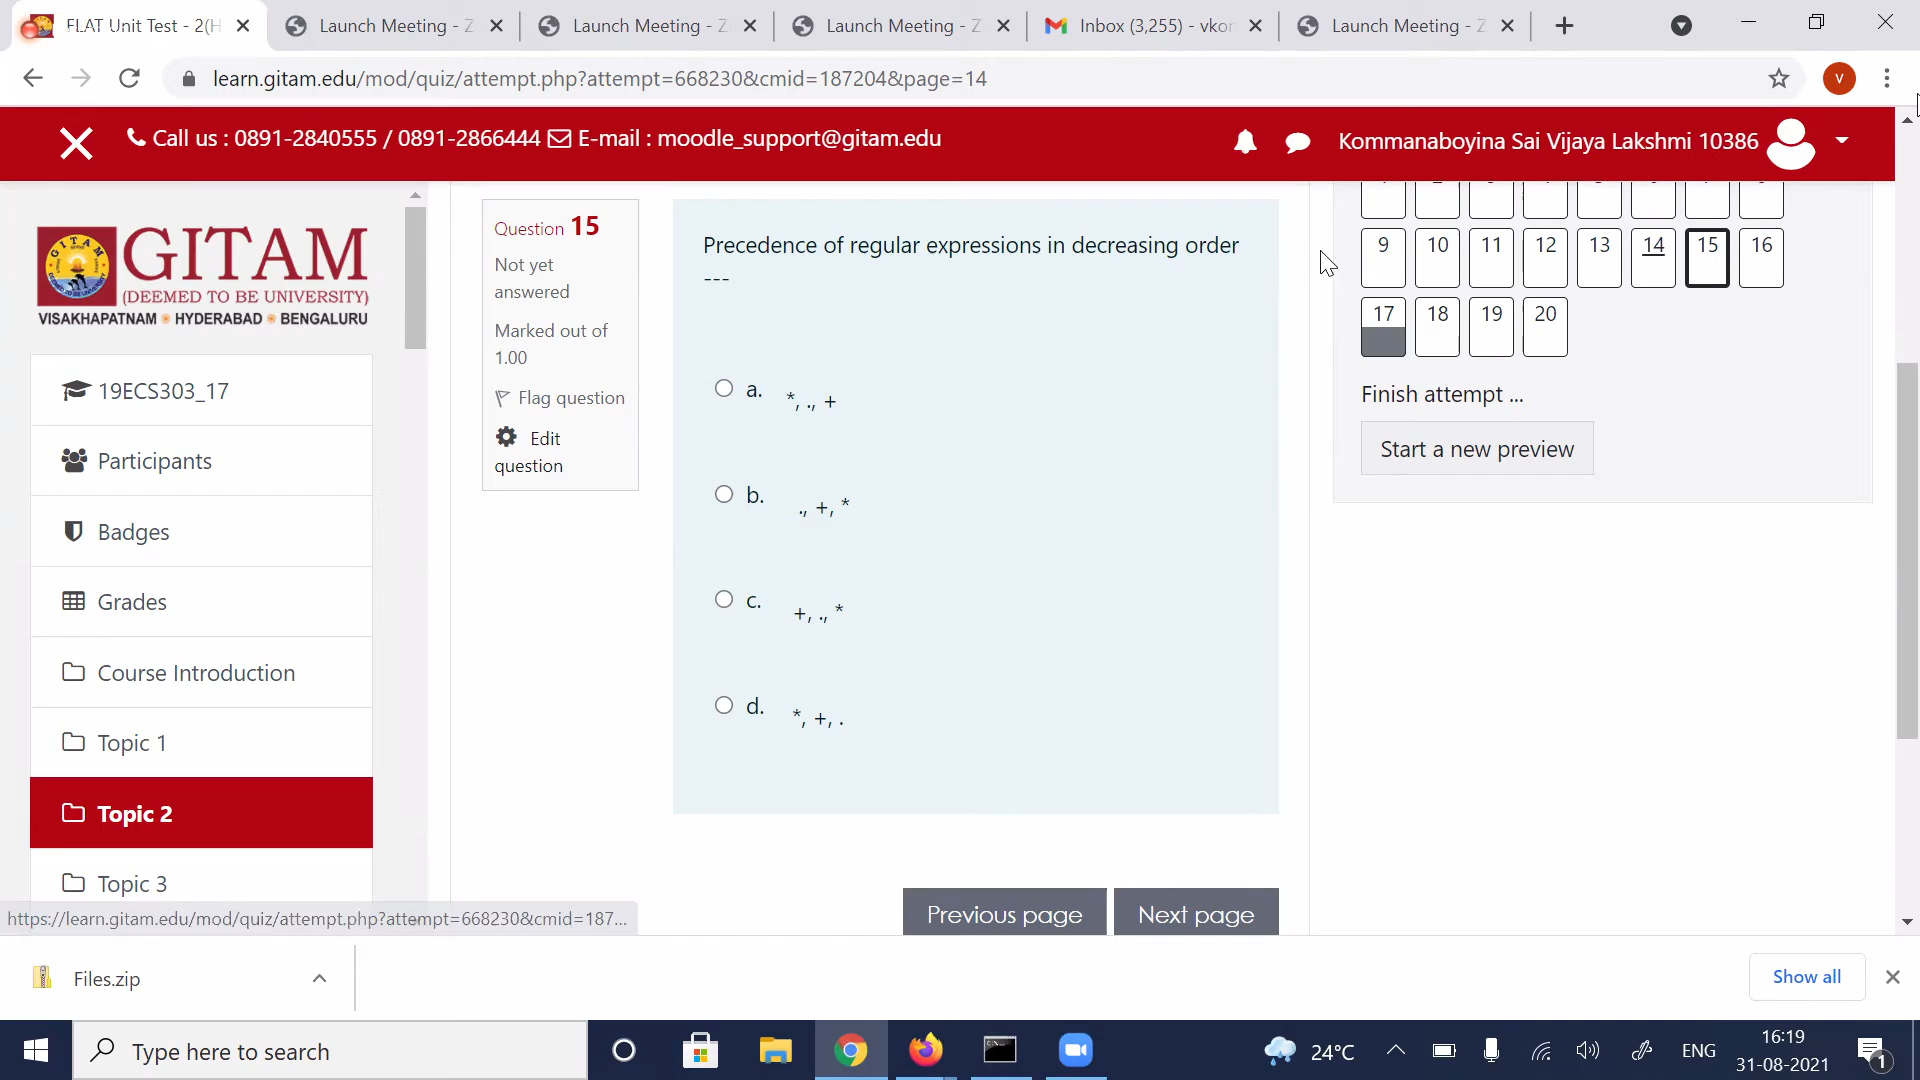 FLAT Unit Test - 2(H
Launch Meeting - Z
Launch Meeting - Z
Launch Meeting - Z
Inbox (3,255) - vkor
Launch Meeting - Z
learn.gitam.edu/mod/quiz/attempt.php?attempt=668230&cmid=187204&page=14
V
Call us : 0891-2840555 / 0891-2866444 E-mail : moodle_support@gitam.edu
Kommanaboyina Sai Vijaya Lakshmi 10386
GITAM
(DEEMED TO BE UNIVERSITY)
VISAKHAPATNAM HYDERABAD BENGALURU
19ECS303_17
Participants
Badges
Grades
Course Introduction
Topic 1
Topic 2
Topic 3
https://learn.gitam.edu/mod/quiz/attempt.php?attempt=668230&cmid=187...
Question 15
Not yet
answered
Marked out of
1.00
Flag question
Edit
question
Precedence of regular expressions in decreasing order
---
a. *, ., +
b. ., +, *
c. +, ., *
d. *, +, .
Previous page
Next page
9 10 11 12 13 14 15 16
17 18 19 20
Finish attempt ...
Start a new preview
Files.zip
Show all
Type here to search
24°C
ENG
16:19
31-08-2021
1